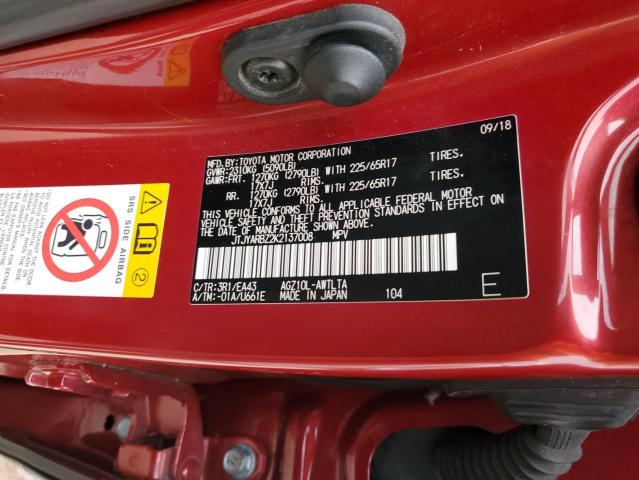 09/18
MFD. BY: TOYOTA MOTOR CORPORATION
GVWR: 2310KG (5090LB)
GAWR: FRT. 1270KG (2790LB) WITH 225/65R17 TIRES,
17X7J RIMS.
RR. 1270KG (2790LB) WITH 225/65R17 TIRES,
17X7J RIMS.
THIS VEHICLE CONFORMS TO ALL APPLICABLE FEDERAL MOTOR
VEHICLE SAFETY AND THEFT PREVENTION STANDARDS IN EFFECT ON
THE DATE OF MANUFACTURE SHOWN ABOVE.
JTJYARBZ2K2137008 MPV
C/TR: 3R1/EA43 AGZ10L-AWTLTA
A/TM: -01A/U661E MADE IN JAPAN 104
E
SRS SIDE AIRBAG
2